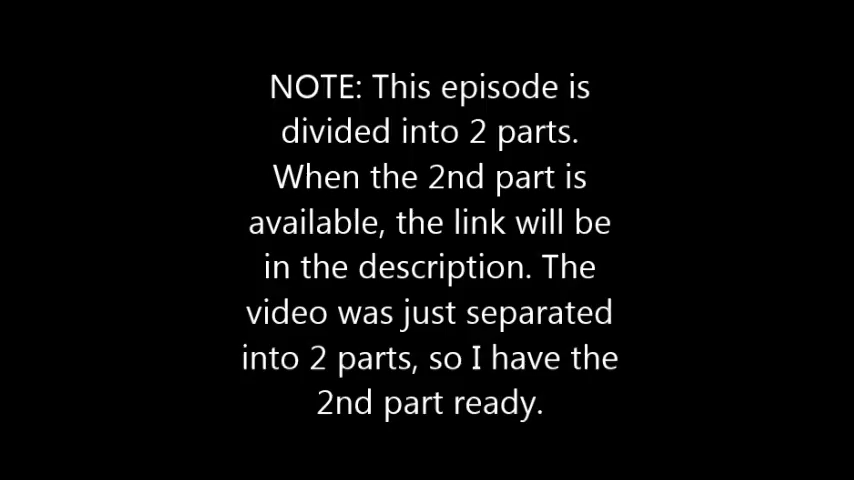 NOTE: This episode is
divided into 2 parts.
When the 2nd part is
available, the link will be
in the description. The
video was just separated
into 2 parts, so I have the
2nd part ready.